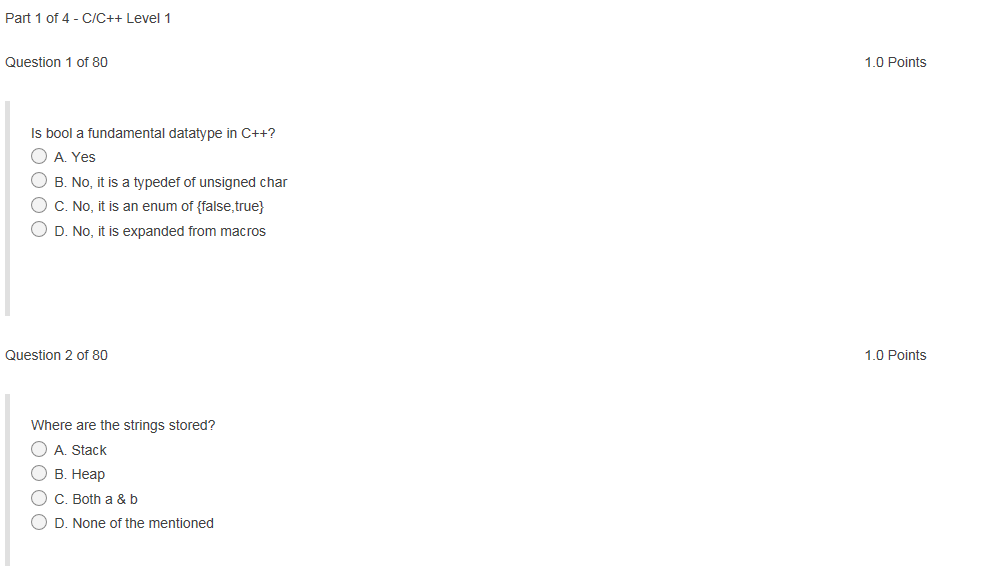 Part 1 of 4 - C/C++ Level 1
Question 1 of 80 1.0 Points
Is bool a fundamental datatype in C++?
A. Yes
B. No, it is a typedef of unsigned char
C. No, it is an enum of {false,true}
D. No, it is expanded from macros
Question 2 of 80 1.0 Points
Where are the strings stored?
A. Stack
B. Heap
C. Both a & b
D. None of the mentioned